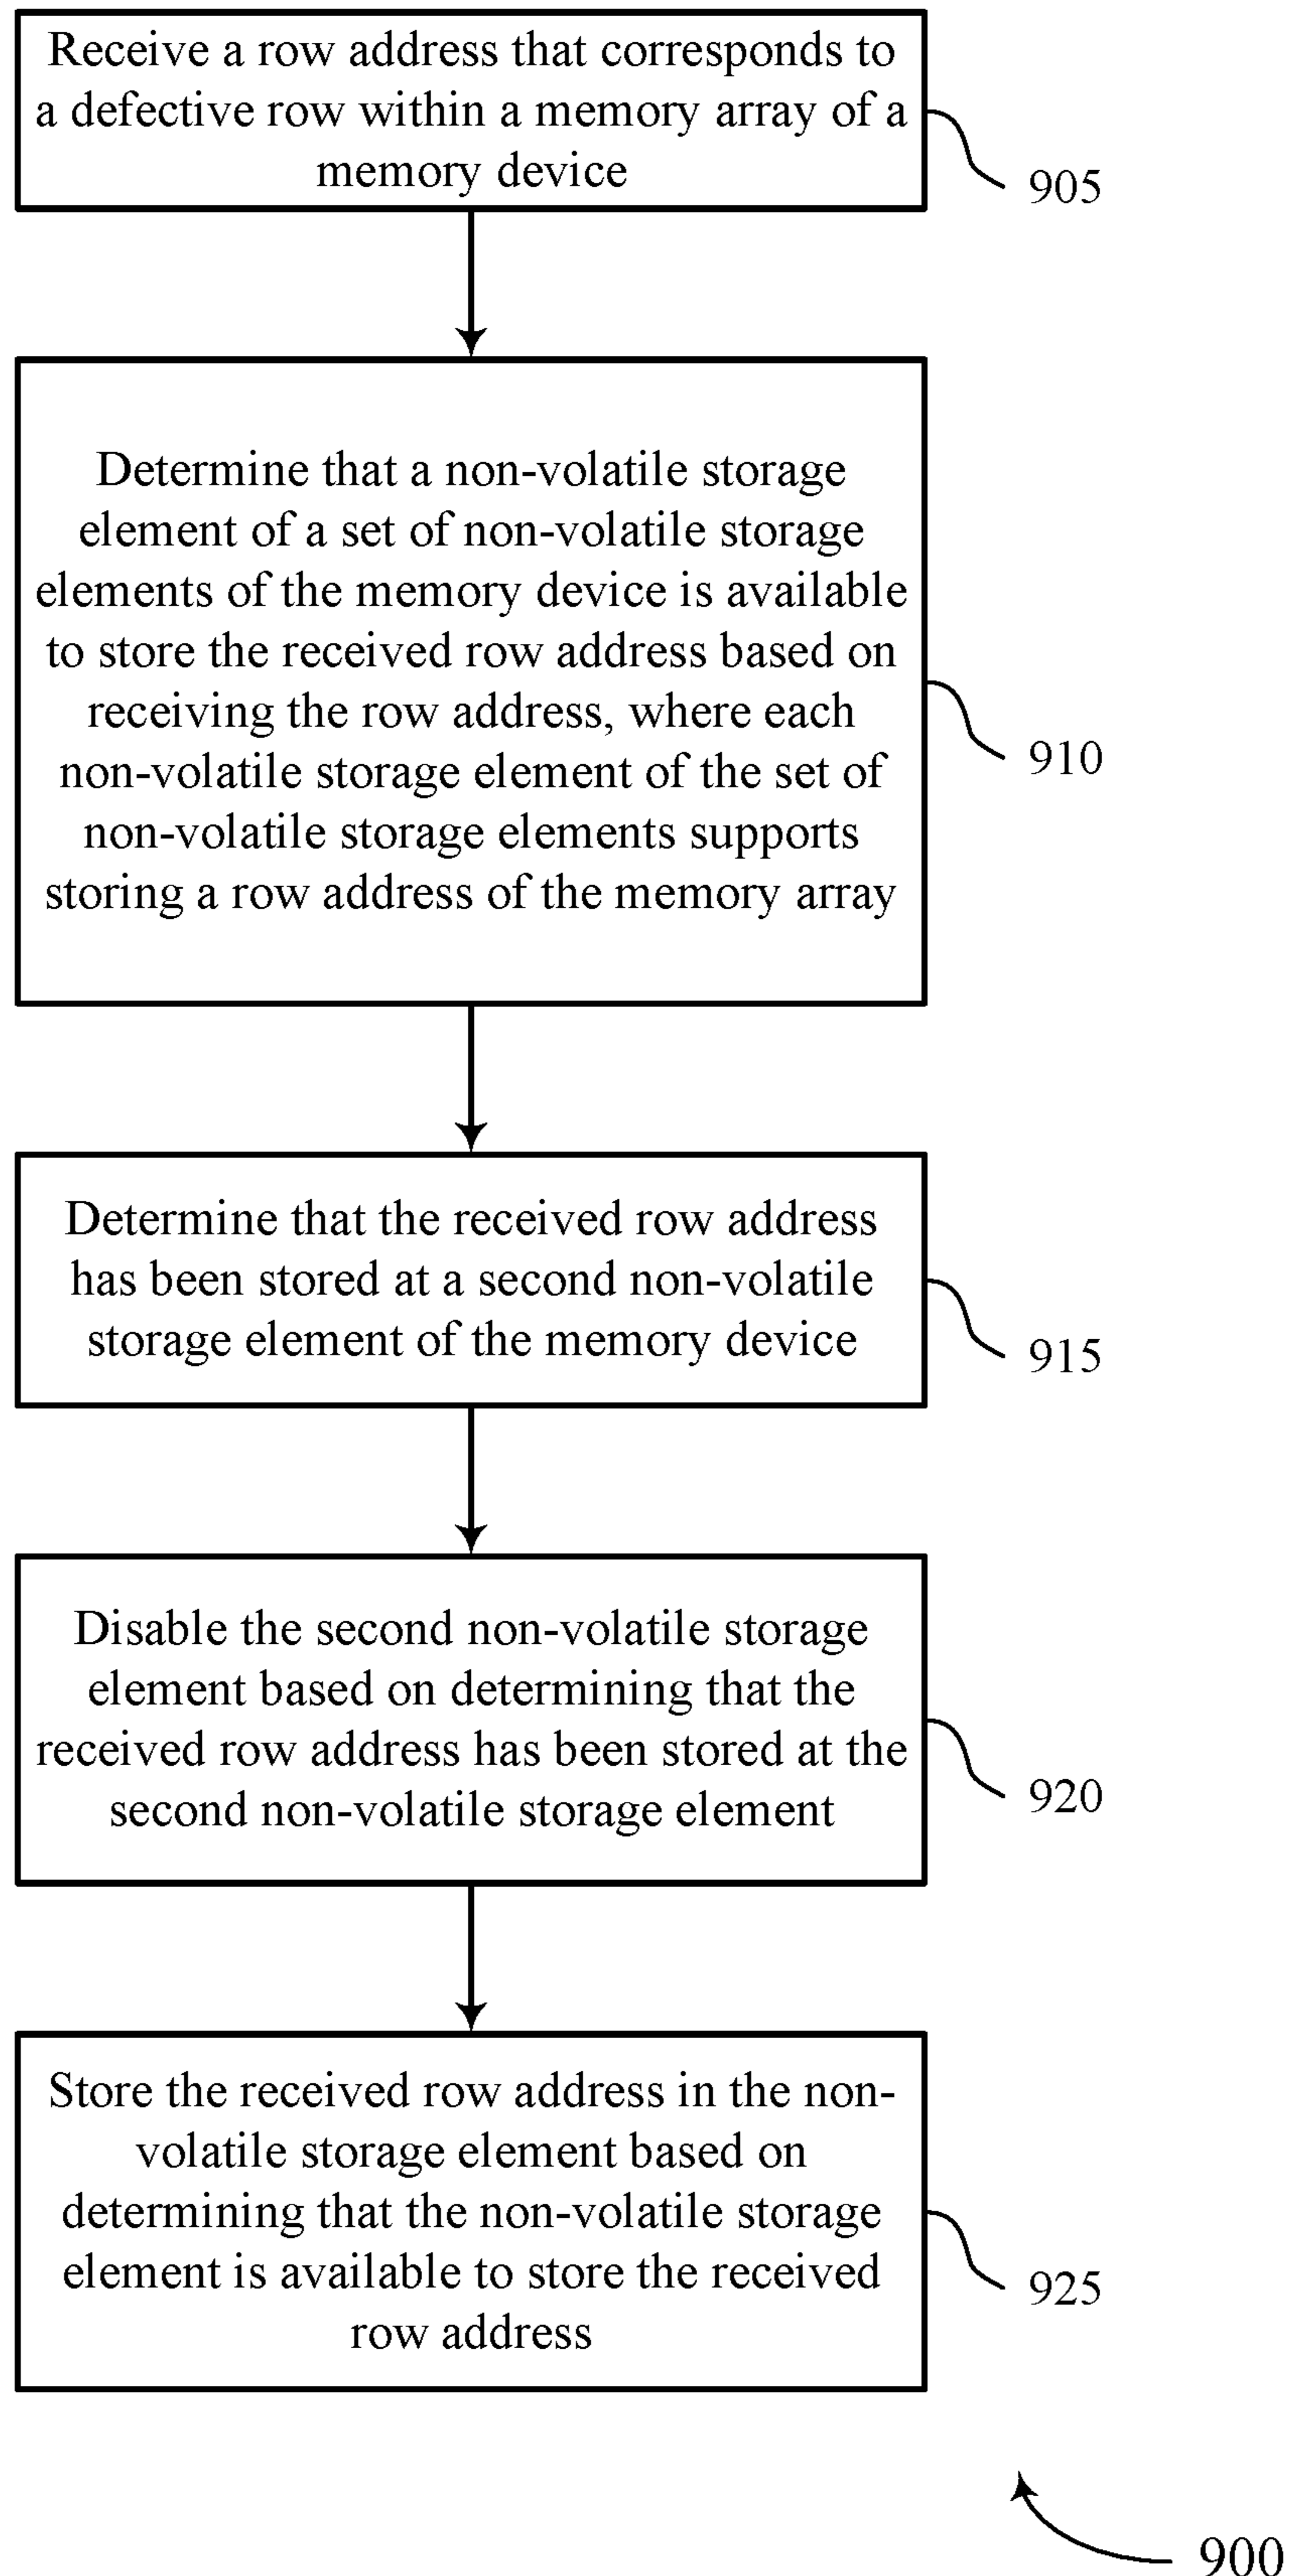 Receive a row address that corresponds to
a defective row within a memory array of a
memory device
905
Determine that a non-volatile storage
element of a set of non-volatile storage
elements of the memory device is available
to store the received row address based on
receiving the row address, where each
non-volatile storage element of the set of
non-volatile storage elements supports
storing a row address of the memory array
910
Determine that the received row address
has been stored at a second non-volatile
storage element of the memory device
915
Disable the second non-volatile storage
element based on determining that the
received row address has been stored at the
second non-volatile storage element
920
Store the received row address in the non-
volatile storage element based on
determining that the non-volatile storage
element is available to store the received
row address
925
900